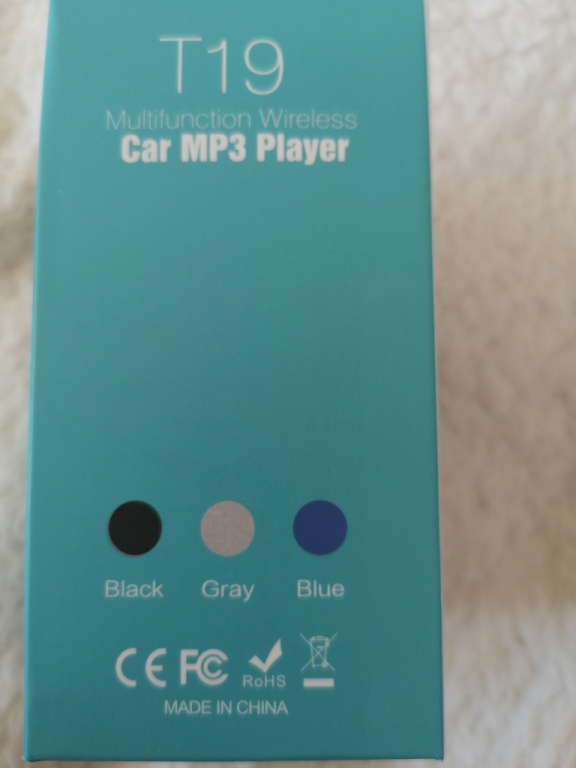 T19
Multifunction Wireless
Car MP3 Player
Black Gray Blue
CE FC RoHS
MADE IN CHINA